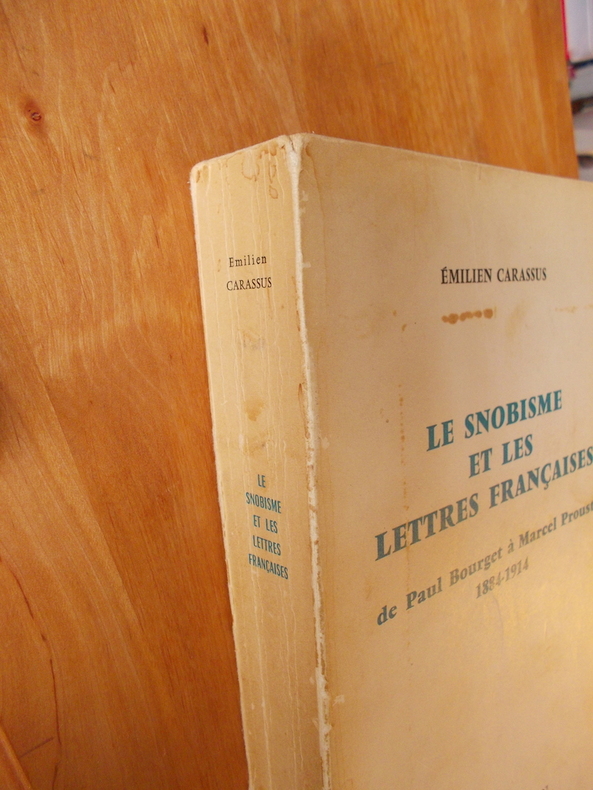 Emilien
CARASSUS
LE
SNOBISME
ET LES
LETTRES
FRANÇAISES
ÉMILIEN CARASSUS
LE SNOBISME
ET LES
LETTRES FRANÇAISES
de Paul Bourget à Marcel Proust
1884-1914